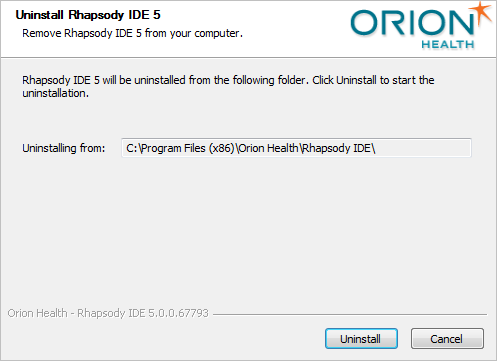 Uninstall Rhapsody IDE 5
Remove Rhapsody IDE 5 from your computer.
ORION
HEALTH
Rhapsody IDE 5 will be uninstalled from the following folder. Click Uninstall to start the
uninstallation.
Uninstalling from:
C:\Program Files (x86)\Orion Health\Rhapsody IDE\
Orion Health - Rhapsody IDE 5.0.0.67793
Uninstall
Cancel